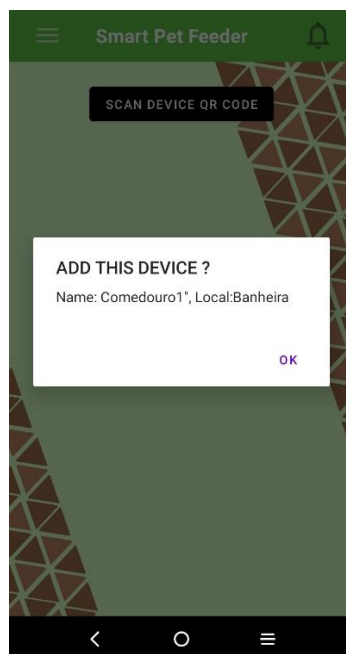 Smart Pet Feeder
SCAN DEVICE QR CODE
ADD THIS DEVICE ?
Name: Comedouro1", Local:Banheira
OK